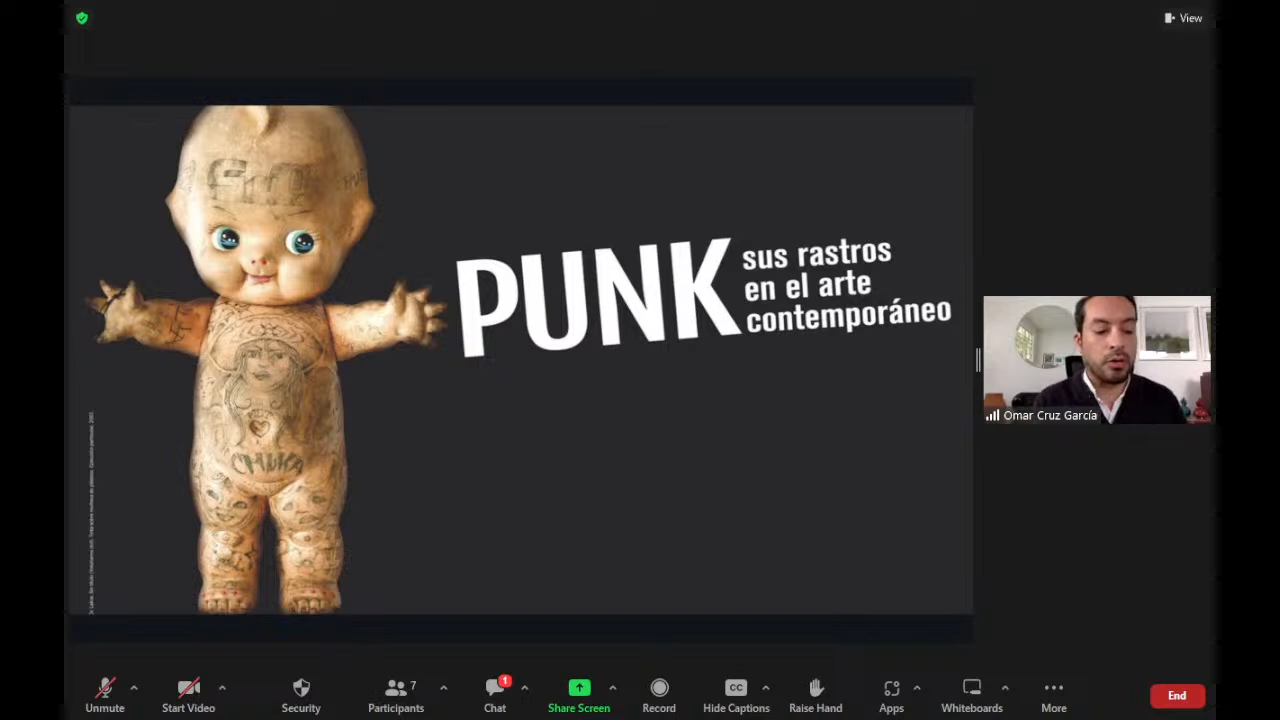 View
PUNK
sus rastros
en el arte
contemporáneo
CHUKA
Omar Cruz García
7
1
CC
Unmute
Start Video
Security
Participants
Chat
Share Screen
Record
Hide Captions
Raise Hand
Apps
Whiteboards
More
End